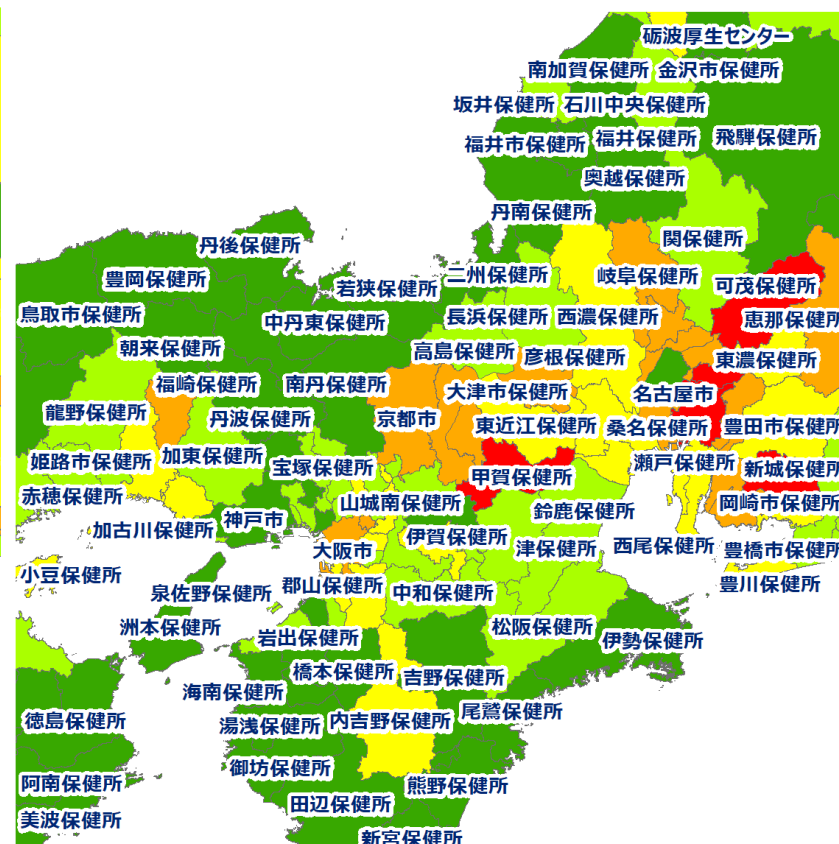 砺波厚生センター
南加賀保健所 金沢市保健所
坂井保健所 石川中央保健所
福井市保健所 福井保健所 飛騨保健所
奥越保健所
丹南保健所
丹後保健所 関保健所
豊岡保健所 若狭保健所 二州保健所 岐阜保健所 可茂保健所
鳥取市保健所 中丹東保健所 長浜保健所 西濃保健所 恵那保健所
朝来保健所 高島保健所 彦根保健所 東濃保健所
福崎保健所 南丹保健所 大津市保健所 名古屋市
龍野保健所 丹波保健所 京都市 東近江保健所 桑名保健所 豊田市保健所
姫路市保健所 加東保健所 宝塚保健所 甲賀保健所 瀬戸保健所 新城保健所
赤穂保健所 山城南保健所 鈴鹿保健所 岡崎市保健所
加古川保健所 神戸市 大阪市 伊賀保健所 津保健所 西尾保健所 豊橋市保健所
小豆保健所 泉佐野保健所 郡山保健所 中和保健所 豊川保健所
洲本保健所 岩出保健所 松阪保健所 伊勢保健所
橋本保健所 吉野保健所
海南保健所
徳島保健所 湯浅保健所 内吉野保健所 尾鷲保健所
御坊保健所
阿南保健所 熊野保健所
田辺保健所
美波保健所
新宮保健所